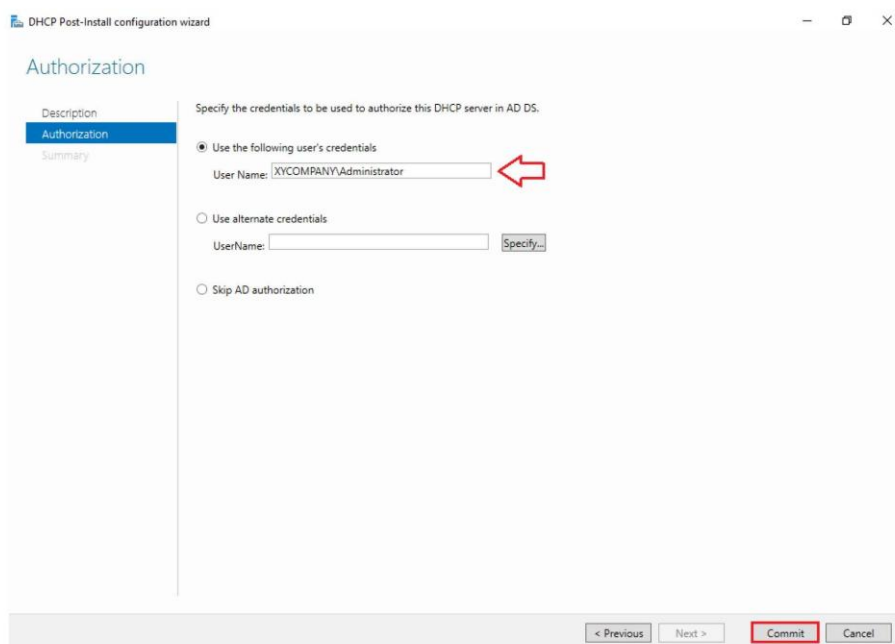 DHCP Post-Install configuration wizard
Authorization
Description
Authorization
Summary
Specify the credentials to be used to authorize this DHCP server in AD DS.
Use the following user's credentials
User Name: XYCOMPANY\Administrator
Use alternate credentials
UserName:
Specify...
Skip AD authorization
< Previous
Next >
Commit
Cancel